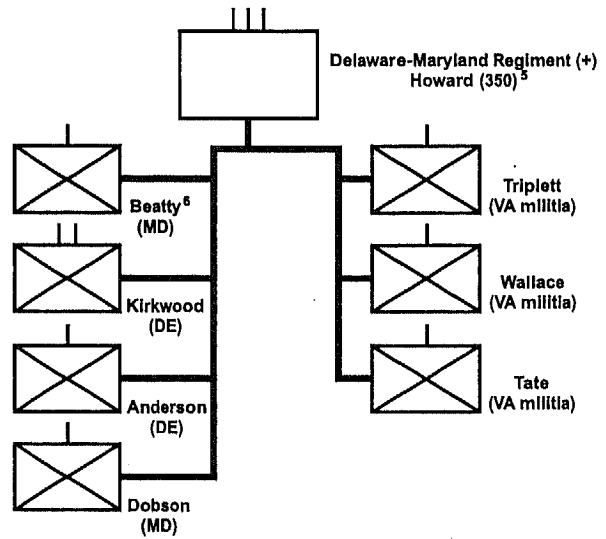 Delaware-Maryland Regiment (+)
Howard (350)⁵
Beatty⁶
(MD)
Kirkwood
(DE)
Anderson
(DE)
Dobson
(MD)
Triplett
(VA militia)
Wallace
(VA militia)
Tate
(VA militia)